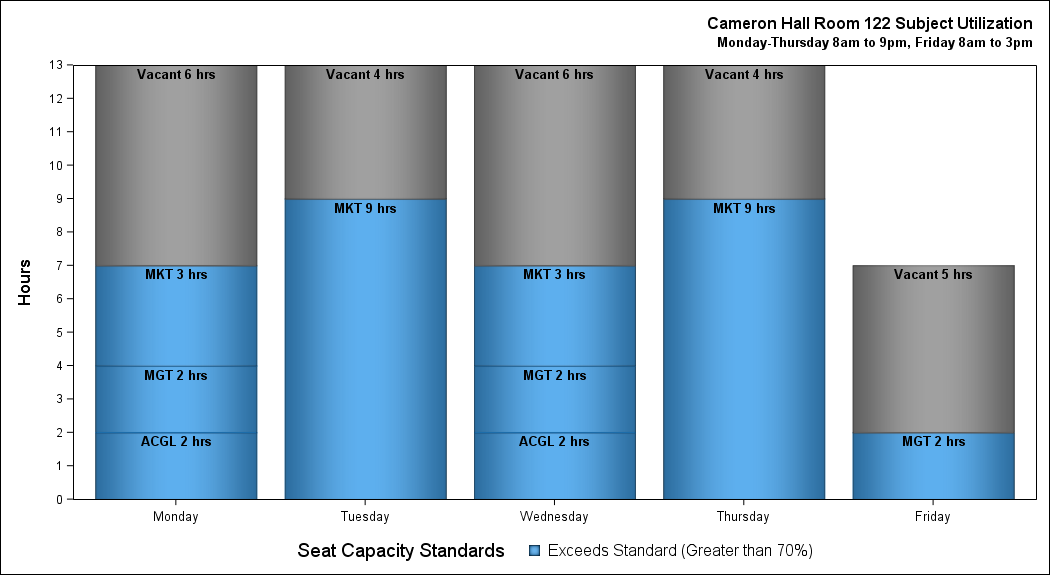 Cameron Hall Room 122 Subject Utilization
Monday-Thursday 8am to 9pm, Friday 8am to 3pm
13
12
11
10
9
8
7
6
5
4
3
2
1
0
Hours
Vacant 6 hrs
MKT 3 hrs
MGT 2 hrs
ACGL 2 hrs
Vacant 4 hrs
MKT 9 hrs
Vacant 6 hrs
MKT 3 hrs
MGT 2 hrs
ACGL 2 hrs
Vacant 4 hrs
MKT 9 hrs
Vacant 5 hrs
MGT 2 hrs
Monday Tuesday Wednesday Thursday Friday
Seat Capacity Standards Exceeds Standard (Greater than 70%)